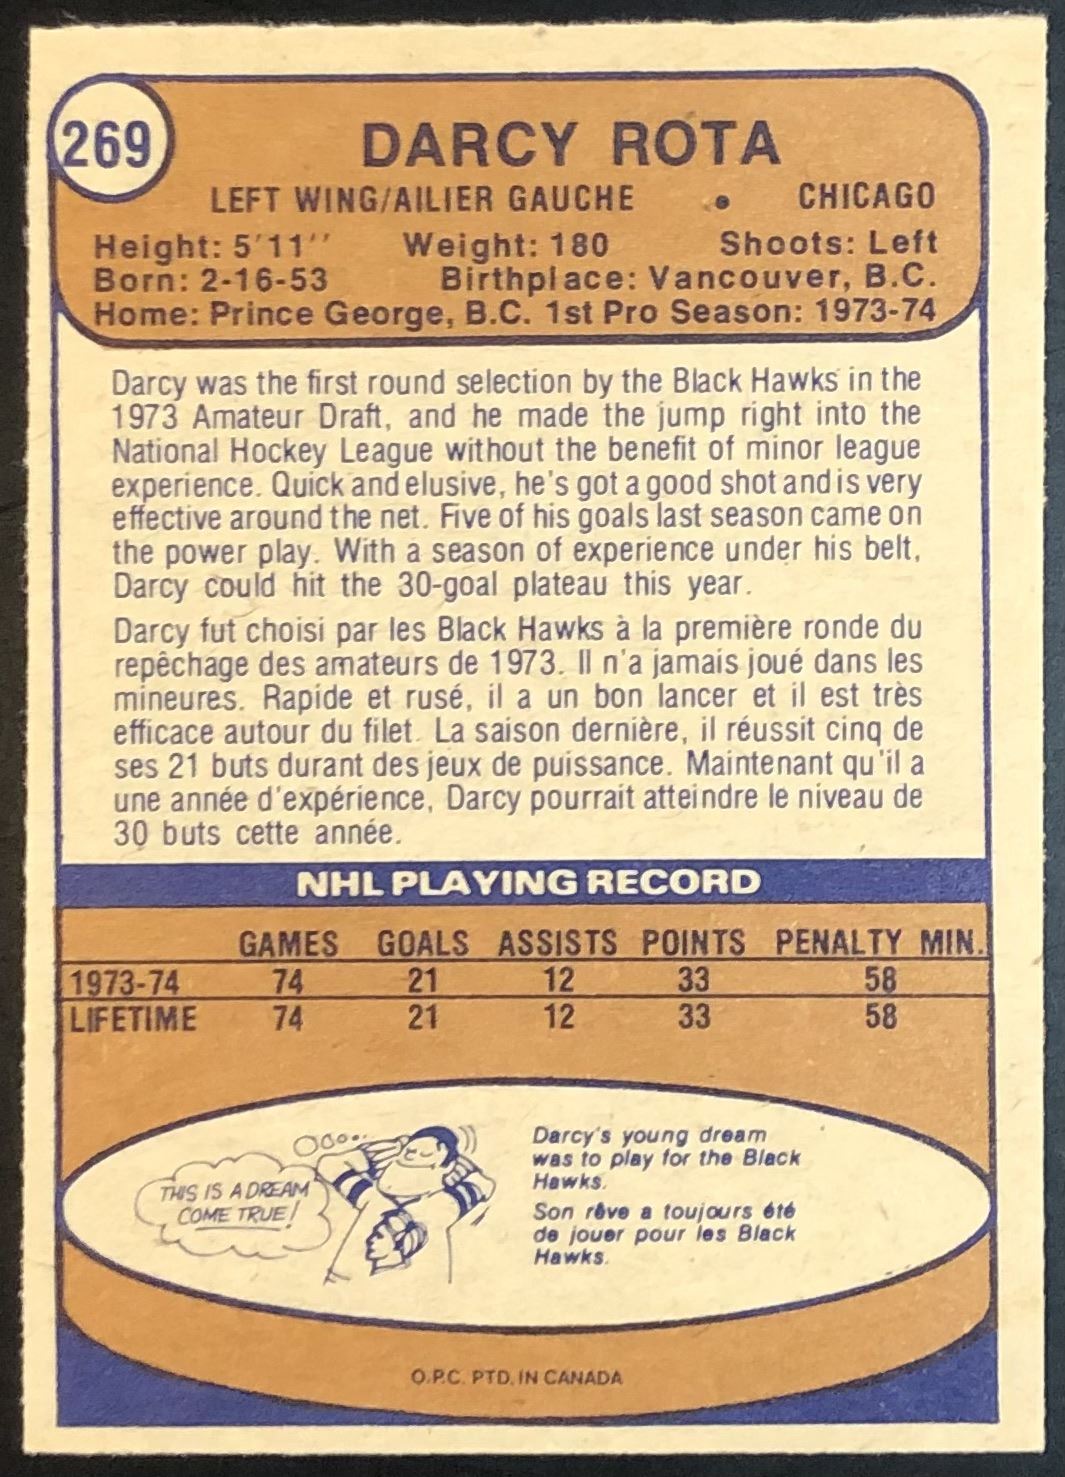 269
DARCY ROTA
LEFT WING/AILIER GAUCHE • CHICAGO
Height: 5'11'' Weight: 180 Shoots: Left
Born: 2-16-53 Birthplace: Vancouver, B.C.
Home: Prince George, B.C. 1st Pro Season: 1973-74
Darcy was the first round selection by the Black Hawks in the
1973 Amateur Draft, and he made the jump right into the
National Hockey League without the benefit of minor league
experience. Quick and elusive, he's got a good shot and is very
effective around the net. Five of his goals last season came on
the power play. With a season of experience under his belt,
Darcy could hit the 30-goal plateau this year.
Darcy fut choisi par les Black Hawks à la première ronde du
repêchage des amateurs de 1973. Il n'a jamais joué dans les
mineures. Rapide et rusé, il a un bon lancer et il est très
efficace autour du filet. La saison dernière, il réussit cinq de
ses 21 buts durant des jeux de puissance. Maintenant qu'il a
une année d'expérience, Darcy pourrait atteindre le niveau de
30 buts cette année.
NHL PLAYING RECORD
GAMES GOALS ASSISTS POINTS PENALTY MIN.
1973-74 74 21 12 33 58
LIFETIME 74 21 12 33 58
THIS IS A DREAM
COME TRUE!
Darcy's young dream
was to play for the Black
Hawks.
Son rêve a toujours été
de jouer pour les Black
Hawks.
O.P.C. PTD. IN CANADA